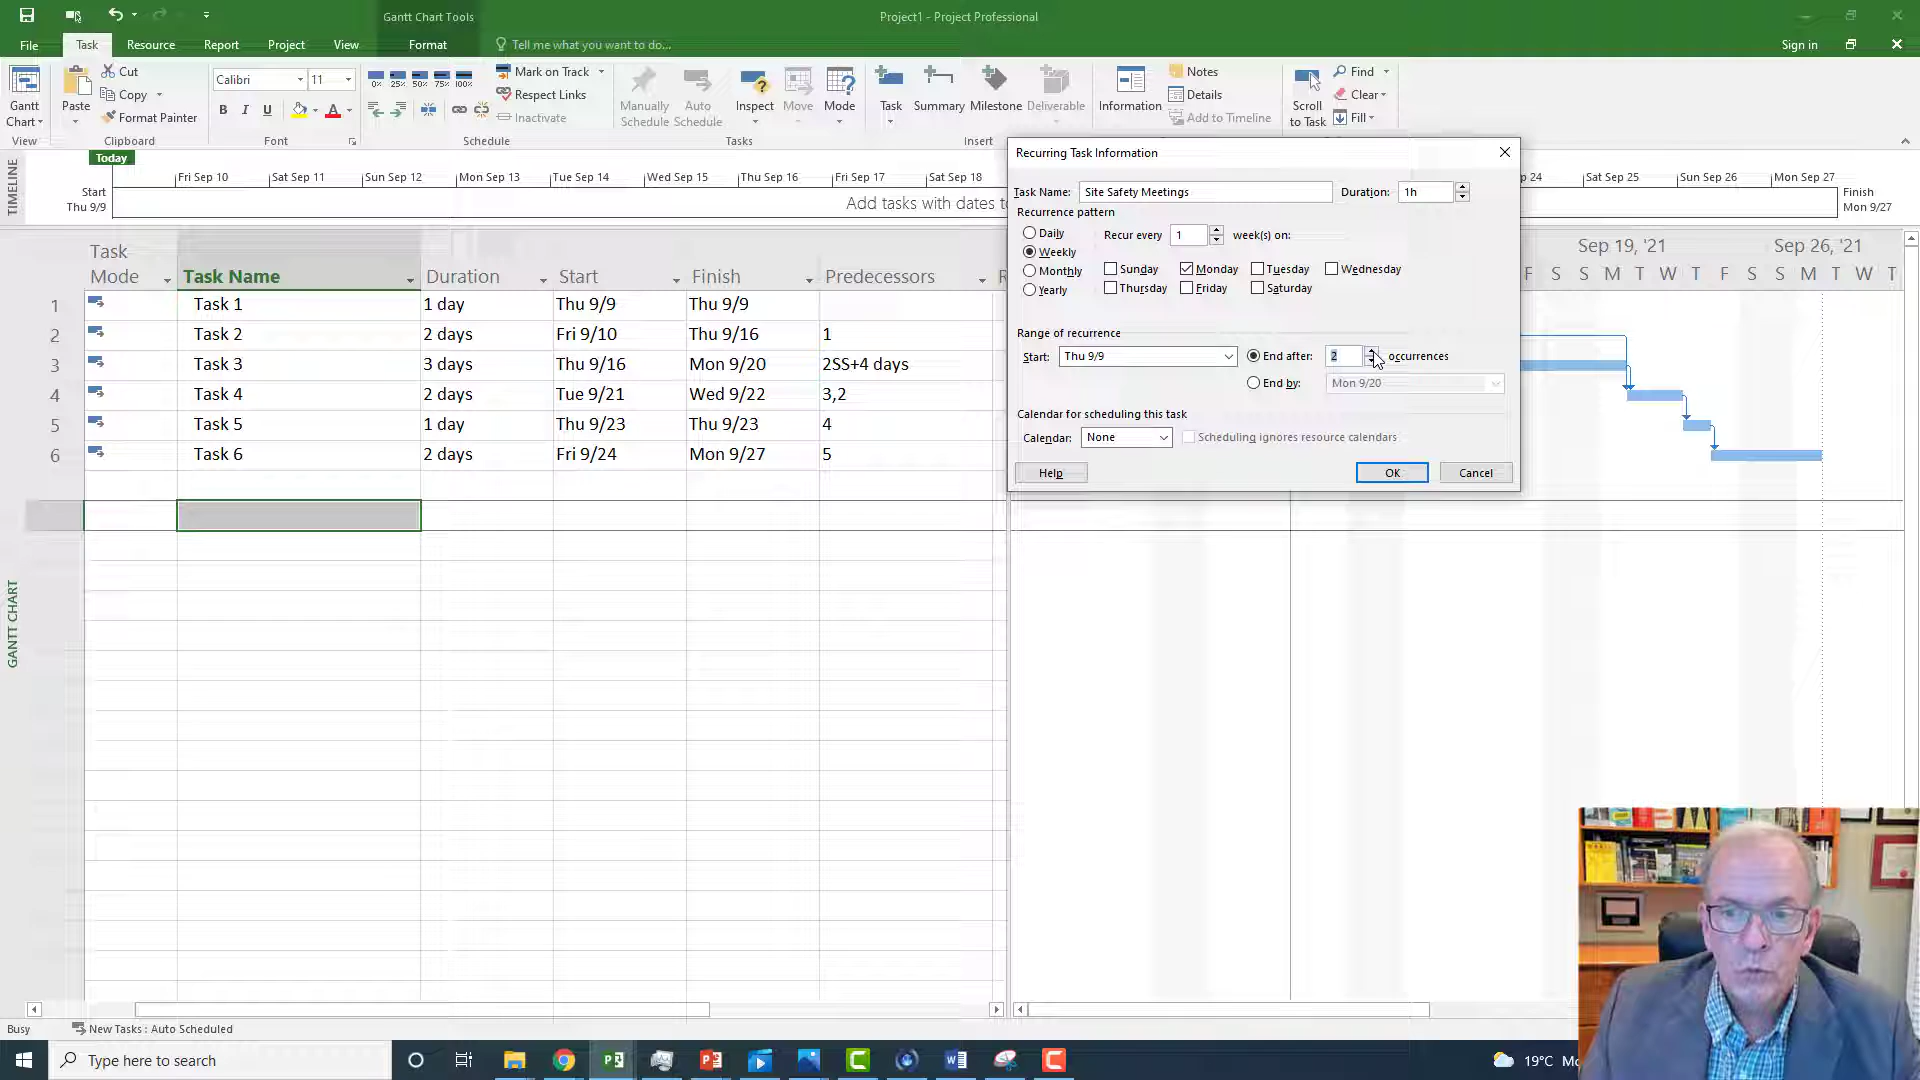 Gantt Chart Tools
Project1 - Project Professional
File Task Resource Report Project View Format Tell me what you want to do...
Sign in
Gantt Chart
View
Paste
Cut
Copy
Format Painter
Clipboard
Calibri 11
B I U A
Font
0% 25% 50% 75% 100%
Mark on Track
Respect Links
Inactivate
Schedule
Manually Schedule
Auto Schedule
Inspect
Move
Mode
Tasks
Task
Summary
Milestone
Deliverable
Insert
Information
Notes
Details
Add to Timeline
Scroll to Task
Find
Clear
Fill
TIMELINE
Today
Start
Thu 9/9
Fri Sep 10 Sat Sep 11 Sun Sep 12 Mon Sep 13 Tue Sep 14 Wed Sep 15 Thu Sep 16 Fri Sep 17 Sat Sep 18
24 Sat Sep 25 Sun Sep 26 Mon Sep 27
Add tasks with dates to
Finish
Mon 9/27
GANTT CHART
Task Mode Task Name Duration Start Finish Predecessors R
1 Task 1 1 day Thu 9/9 Thu 9/9
2 Task 2 2 days Fri 9/10 Thu 9/16 1
3 Task 3 3 days Thu 9/16 Mon 9/20 2SS+4 days
4 Task 4 2 days Tue 9/21 Wed 9/22 3,2
5 Task 5 1 day Thu 9/23 Thu 9/23 4
6 Task 6 2 days Fri 9/24 Mon 9/27 5
Sep 19, '21 Sep 26, '21
F S S M T W T F S S M T W T
Recurring Task Information
Task Name: Site Safety Meetings Duration: 1h
Recurrence pattern
Daily
Weekly
Monthly
Yearly
Recur every 1 week(s) on:
Sunday Monday Tuesday Wednesday
Thursday Friday Saturday
Range of recurrence
Start: Thu 9/9 End after: 2 occurrences
End by: Mon 9/20
Calendar for scheduling this task
Calendar: None Scheduling ignores resource calendars
Help OK Cancel
Busy New Tasks : Auto Scheduled
Type here to search
19°C